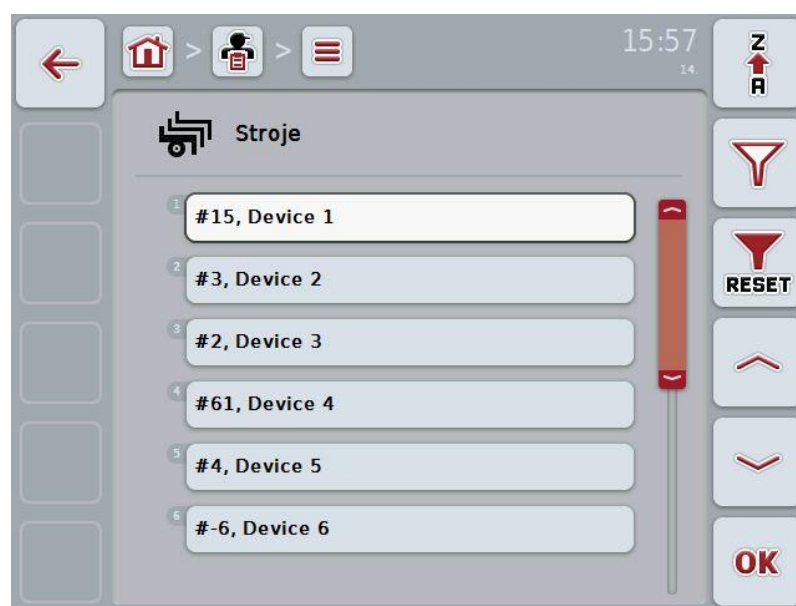 > >
15:57
14.
Z
A
Stroje
1
#15, Device 1
2
#3, Device 2
RESET
3
#2, Device 3
4
#61, Device 4
5
#4, Device 5
6
#-6, Device 6
OK